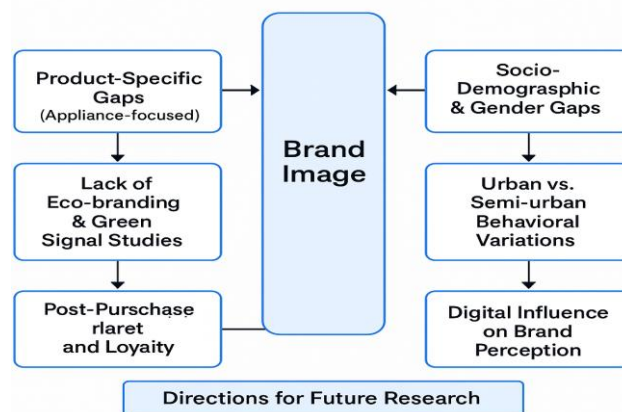 Product-Specific
Gaps
(Appliance-focused)
Lack of
Eco-branding
& Green
Signal Studies
Post-Purschase
rlaret
and Loyaity
Brand
Image
Socio-
Demasraphic
& Gender Gaps
Urban vs.
Semi-urban
Behavioral
Variations
Digital Influence
on Brand
Perception
Directions for Future Research